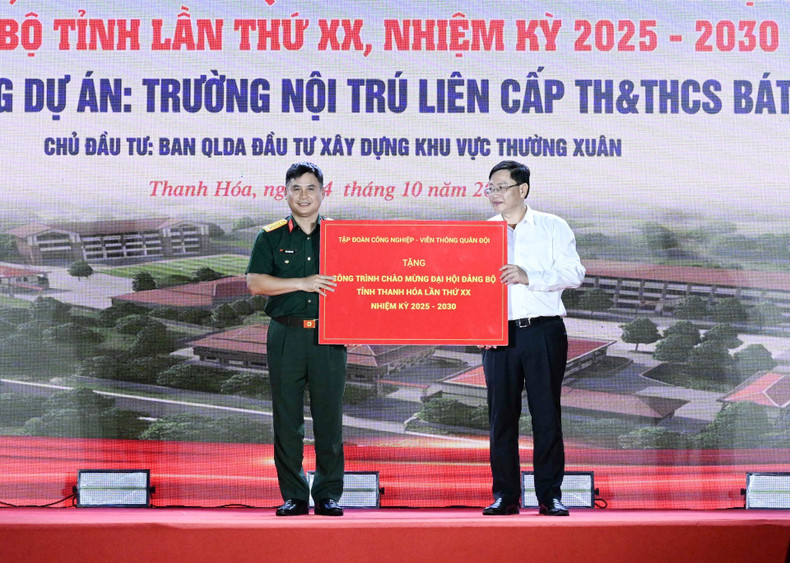 BỘ TỈNH LẦN THỨ XX, NHIỆM KỲ 2025 - 2030
DỰ ÁN: TRƯỜNG NỘI TRÚ LIÊN CẤP TH&THCS BÁT
CHỦ ĐẦU TƯ: BAN QLDA ĐẦU TƯ XÂY DỰNG KHU VỰC THƯỜNG XUÂN
Thanh Hóa, tháng 10 năm
TẬP ĐOÀN CÔNG NGHIỆP - VIỄN THÔNG QUÂN ĐỘI
TẶNG
CÔNG TRÌNH CHÀO MỪNG ĐẠI HỘI ĐẢNG BỘ
TỈNH THANH HÓA LẦN THỨ XX
NHIỆM KỲ 2025 - 2030